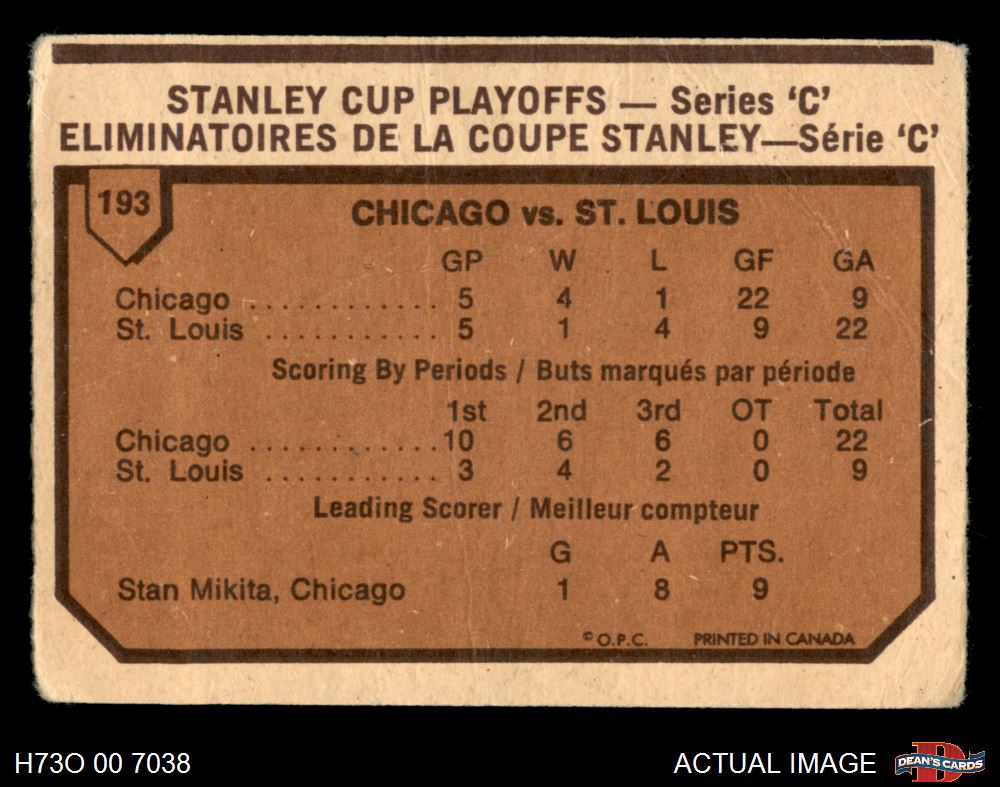 STANLEY CUP PLAYOFFS — Series ‘C’
ELIMINATOIRES DE LA COUPE STANLEY—Série ‘C’
193
CHICAGO vs. ST. LOUIS
GP W L GF GA
Chicago ............ 5 4 1 22 9
St. Louis ........... 5 1 4 9 22
Scoring By Periods / Buts marqués par période
1st 2nd 3rd OT Total
Chicago ............ 10 6 6 0 22
St. Louis ........... 3 4 2 0 9
Leading Scorer / Meilleur compteur
G A PTS.
Stan Mikita, Chicago 1 8 9
© O.P.C. PRINTED IN CANADA
H73O 00 7038 ACTUAL IMAGE D DEAN'S CARDS